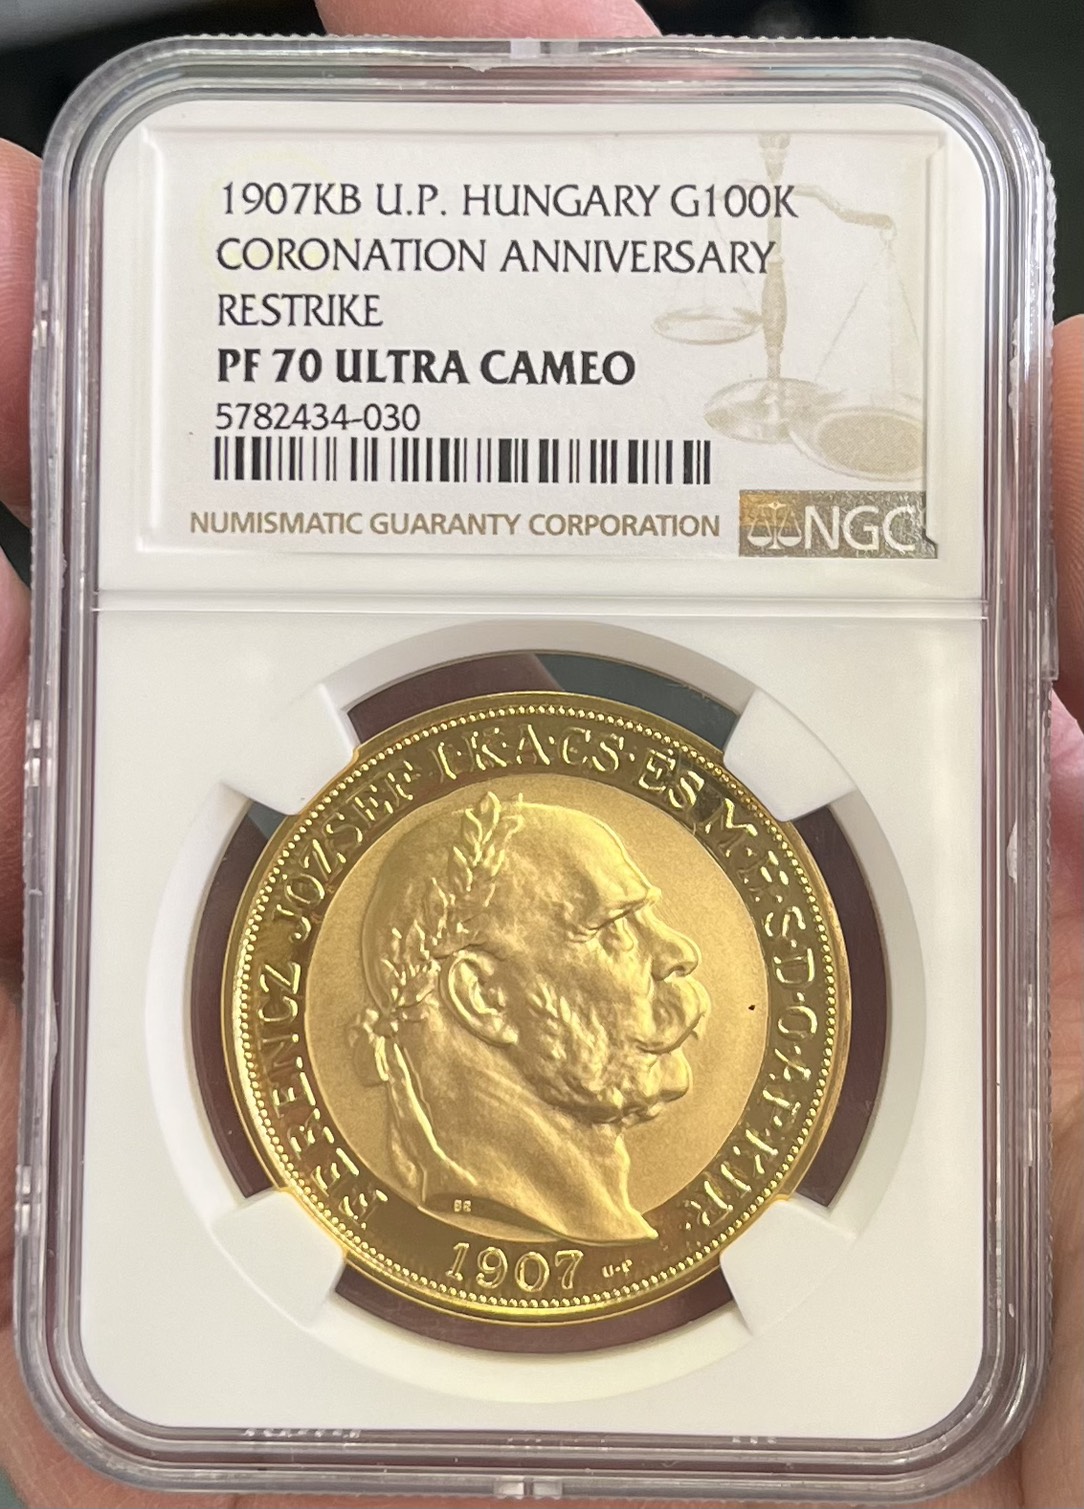 1907KB U.P. HUNGARY G100K
CORONATION ANNIVERSARY
RESTRIKE
PF 70 ULTRA CAMEO
5782434-030
NUMISMATIC GUARANTY CORPORATION
NGC
FERENCZ JÓZSEF·I·KA·CS·ÉS·M·H·S·D·O·AP·KIR·
1907
U·P